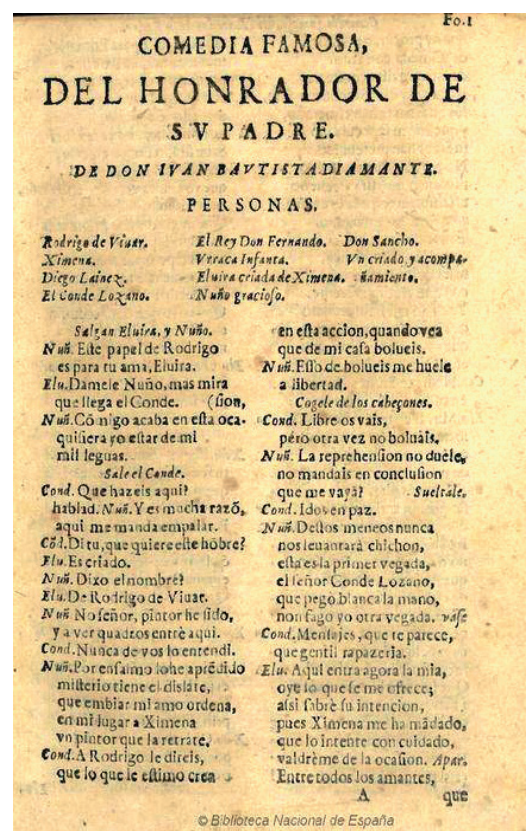 Fo.1
COMEDIA FAMOSA,
DEL HONRADOR DE
SV PADRE.
DE DON IVAN BAVTISTA DIAMANTE.
PERSONAS.
Rodrigo de Viuar. El Rey Don Fernando. Don Sancho.
Ximena. Vrraca Infanta. Vn criado y acompa-
Diego Lainez. Eluira criada de Ximena. ñamiento.
El Conde Lozano. Nuño gracioſo.
Salgan Eluira, y Nuño.
Nuñ. Eſte papel de Rodrigo
es para tu ama, Eluira.
Elu. Damele Nuño, mas mira
que llega el Conde. (ſion,
Nuñ. Cõmigo acaba en eſta oca-
quiſiera yo eſtar de mi
mil leguas.
Sale el Conde.
Cond. Que hazeis aqui?
hablad. Nuñ. Y es mucha razõ,
aqui me manda empalar.
Cõd. Di tu, que quiere eſte hõbre?
Elu. Es criado.
Nuñ. Dixo el nombre?
Elu. De Rodrigo de Viuar.
Nuñ. No ſeñor, pintor he ſido,
y a ver quadros entrè aqui.
Cond. Nunca de vos lo entendi.
Nuñ. Por enſalmo lo he aprẽdido
miſterio tiene el diſlate,
que embiar mi amo ordena,
en mi lugar a Ximena
vn pintor que la retrate.
Cond. A Rodrigo le direis,
que lo que le eſtimo crea
en eſta accion, quando vea
que de mi caſa bolueis.
Nuñ. Eſſo de bolueis me huele
a libertad.
Cogele de los cabeçones.
Cond. Libre os vais,
pero otra vez no boluais.
Nuñ. La reprehenſion no duele,
no mandais en concluſion
que me vaya? Sueltale.
Cond. Idos en paz.
Nuñ. Deſtos meneos nunca
nos leuantarà chichon,
eſta es la primer vegada,
el ſeñor Conde Lozano,
que pegò blanca la mano,
non fago yo otra vegada. vaſe
Cond. Menſajes, que te parece,
que gentil rapazeria.
Elu. Aqui entra agora la mia,
oye lo que ſe me ofrece;
aſsi ſabrè ſu intencion,
pues Ximena me ha mãdado,
que lo intente con cuidado,
valdrème de la ocaſion. Apar.
Entre todos los amantes,
A que
© Biblioteca Nacional de España